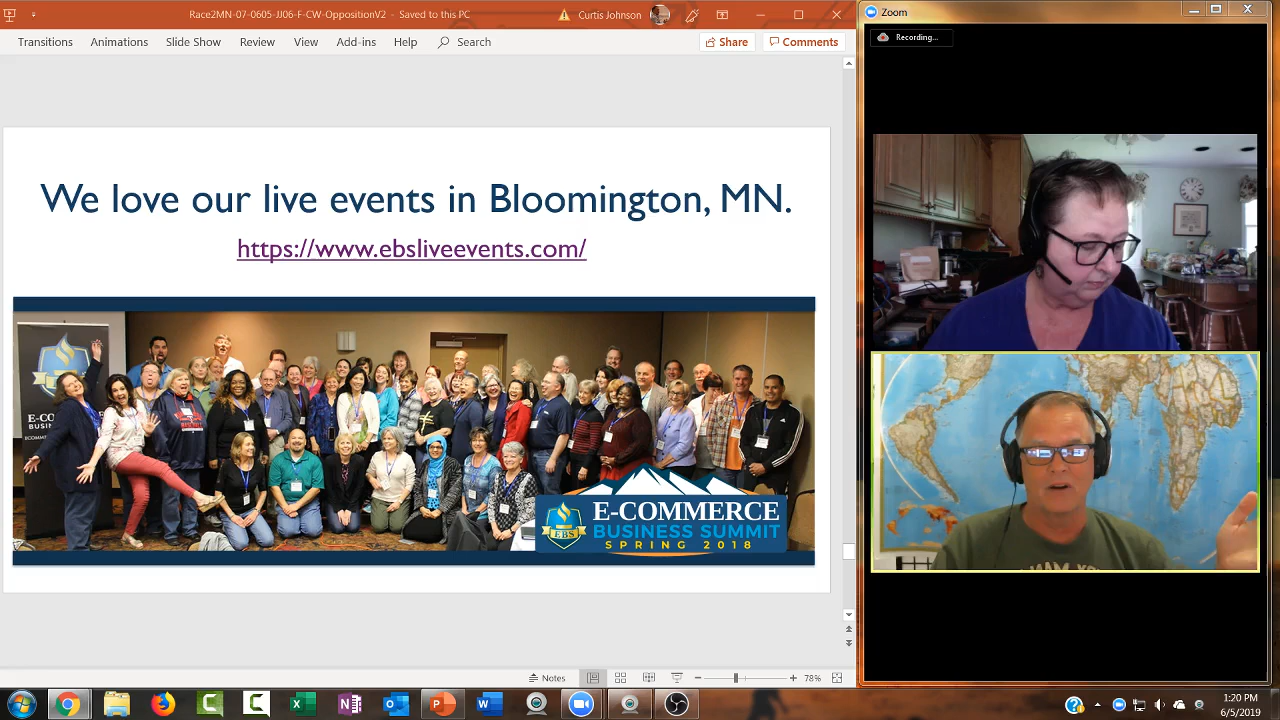 Race2MN-07-0605-JJ06-F-CW-OppositionV2 - Saved to this PC
Curtis Johnson
Transitions Animations Slide Show Review View Add-ins Help Search
Share Comments
We love our live events in Bloomington, MN.
https://www.ebsliveevents.com/
E-CO
BUSIN
E-COMMERCE
BUSINESS SUMMIT
SPRING 2018
EBS
Notes
78%
Zoom
Recording...
1:20 PM
6/5/2019